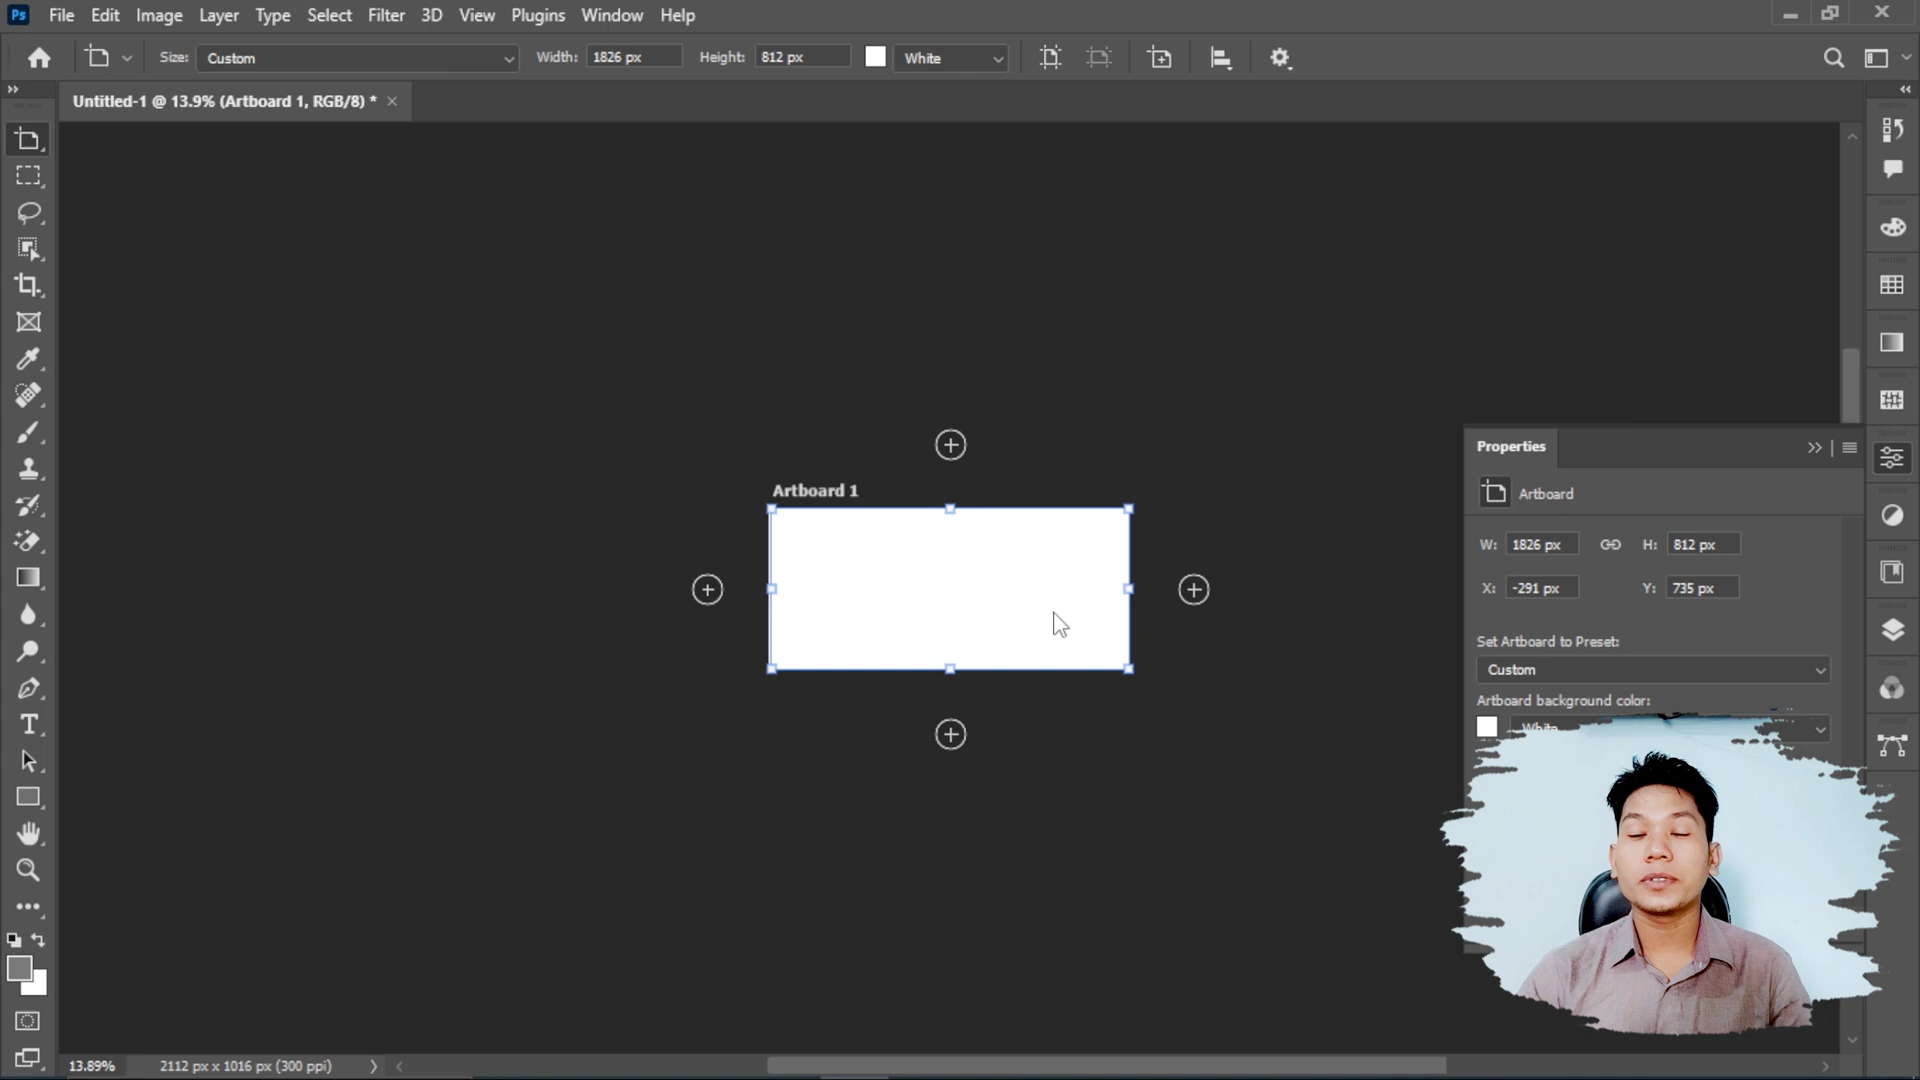 Ps File Edit Image Layer Type Select Filter 3D View Plugins Window Help
Size: Custom Width: 1826 px Height: 812 px White
Untitled-1 @ 13.9% (Artboard 1, RGB/8) * ×
Artboard 1
Properties
Artboard
W: 1826 px H: 812 px
X: -291 px Y: 735 px
Set Artboard to Preset:
Custom
Artboard background color:
White
13.89% 2112 px x 1016 px (300 ppi)